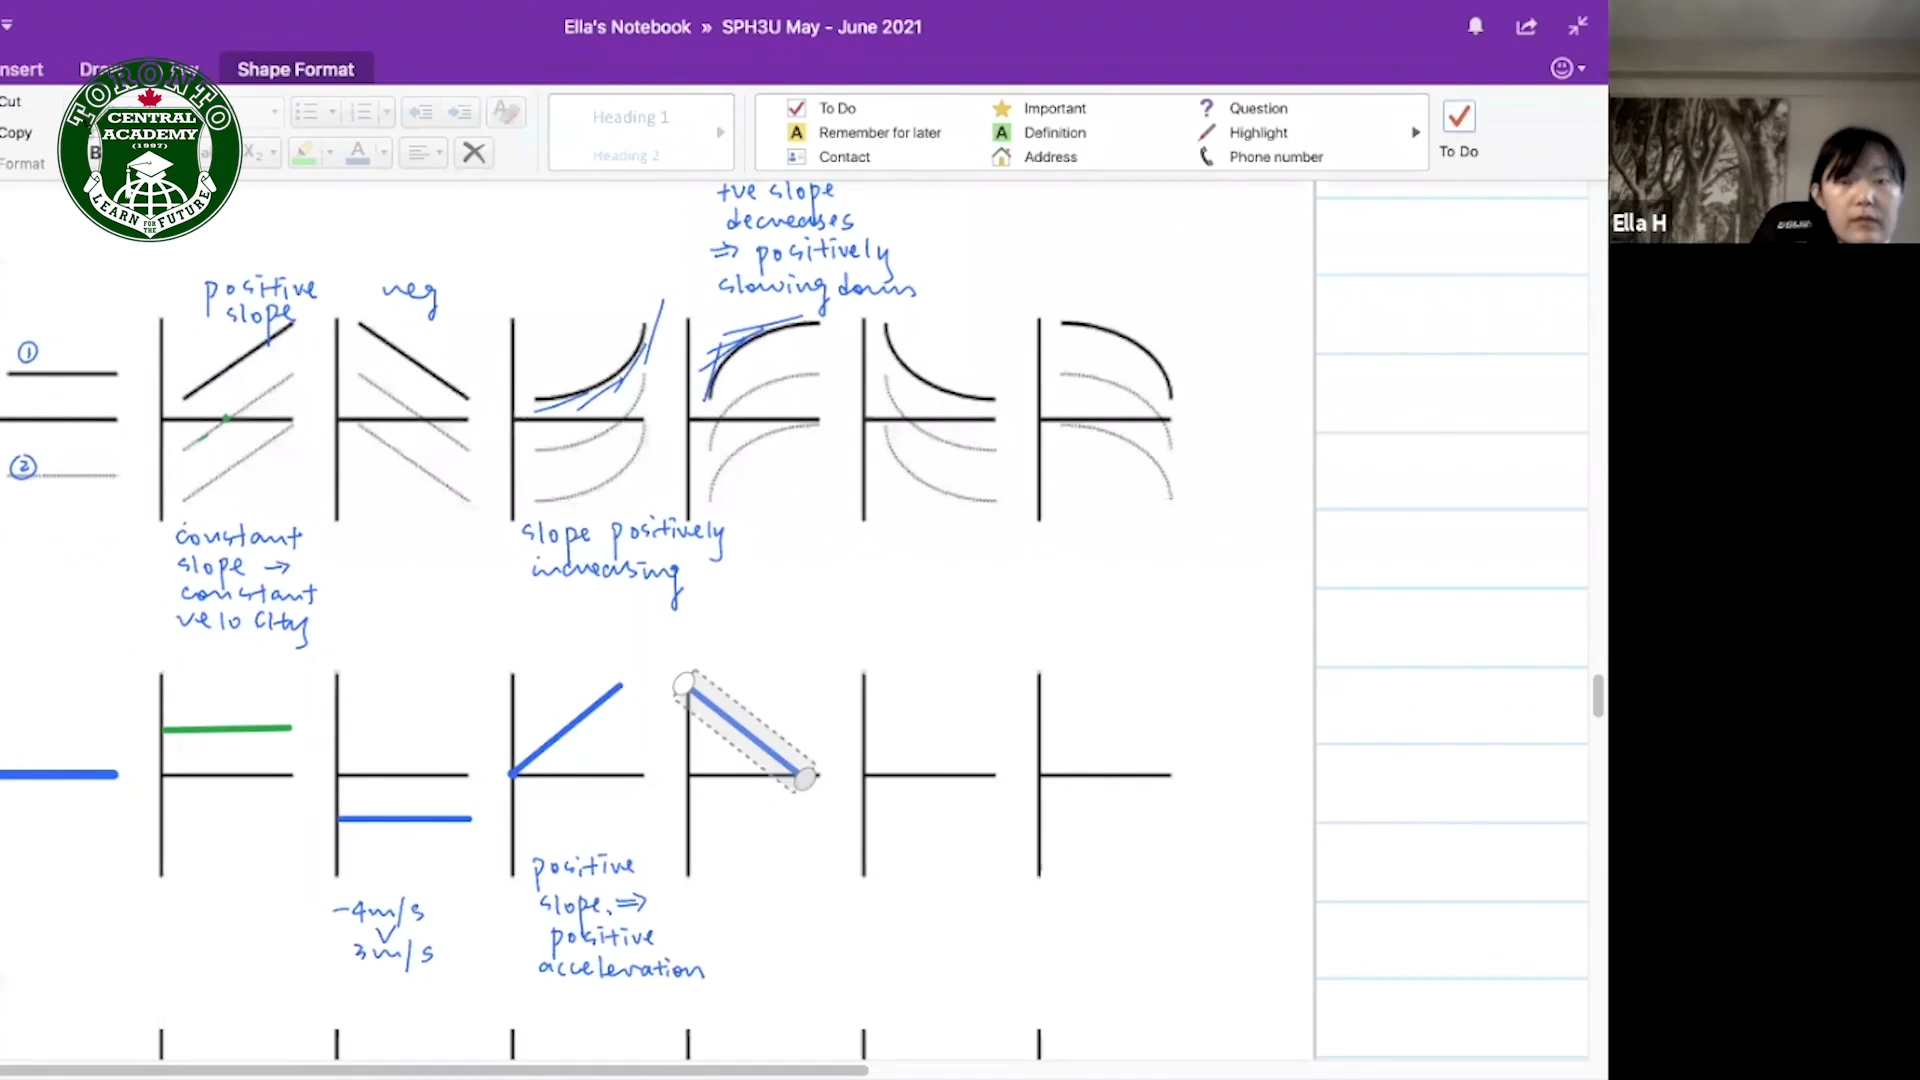 Ella's Notebook » SPH3U May - June 2021
nsert
Shape Format
Cut
Copy
Format
B
Heading 1
Heading 2
To Do
Important
Question
Remember for later
Definition
Highlight
Contact
Address
Phone number
To Do
TORONTO
CENTRAL
ACADEMY
(1997)
LEARN FOR THE FUTURE
Ella H
+ve slope
decreases
⇒ positively
slowing down
positive
slope
neg
①
②
constant
slope →
constant
velocity
slope positively
increasing
-4m/s
3m/s
positive
slope. ⇒
positive
acceleration